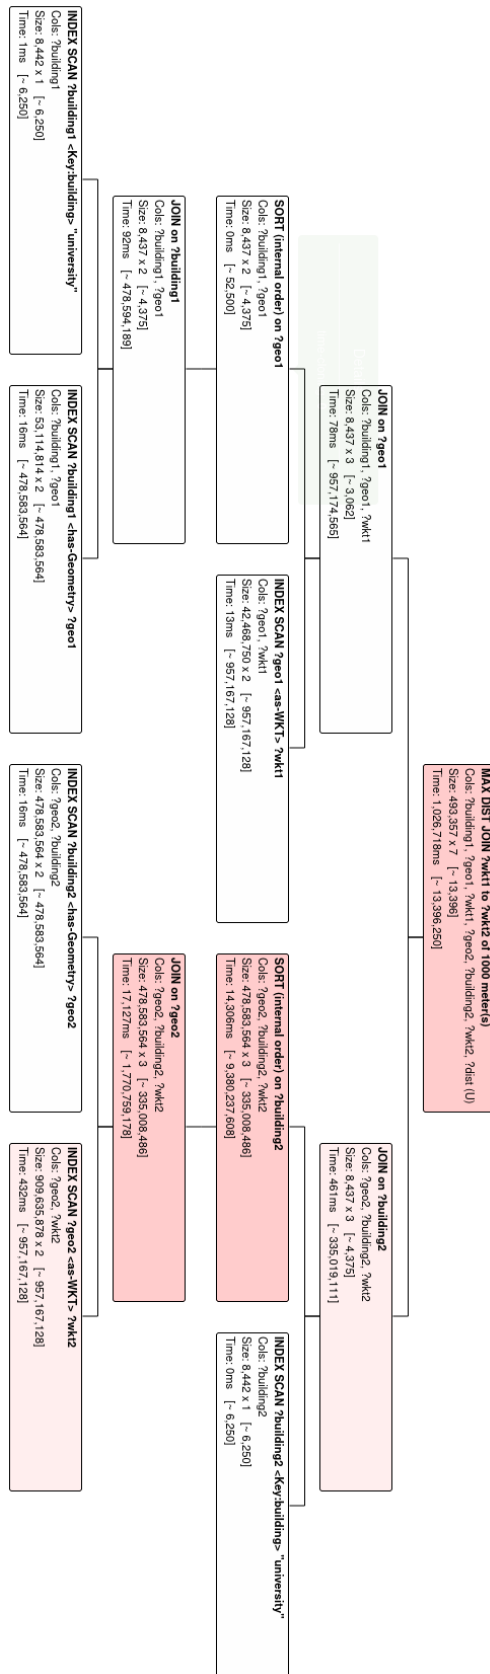 MAX DIST JOIN ?wkt1 to ?wkt2 of 1000 meter(s)
Cols: ?building1, ?geo1, ?wkt1, ?geo2, ?building2, ?wkt2, ?dist (U)
Size: 493,357 x 7 [~ 13,396]
Time: 1,026,718ms [~ 13,396,250]
JOIN on ?geo1
Cols: ?building1, ?geo1, ?wkt1
Size: 8,437 x 3 [~ 3,062]
Time: 78ms [~ 957,174,565]
JOIN on ?building2
Cols: ?geo2, ?building2, ?wkt2
Size: 8,437 x 3 [~ 4,375]
Time: 461ms [~ 335,019,111]
SORT (internal order) on ?geo1
Cols: ?building1, ?geo1
Size: 8,437 x 2 [~ 4,375]
Time: 0ms [~ 52,500]
INDEX SCAN ?geo1 <as-WKT> ?wkt1
Cols: ?geo1, ?wkt1
Size: 42,468,750 x 2 [~ 957,167,128]
Time: 13ms [~ 957,167,128]
SORT (internal order) on ?building2
Cols: ?geo2, ?building2, ?wkt2
Size: 478,583,564 x 3 [~ 335,008,486]
Time: 14,306ms [~ 9,380,237,608]
INDEX SCAN ?building2 <Key:building> "university"
Cols: ?building2
Size: 8,442 x 1 [~ 6,250]
Time: 0ms [~ 6,250]
JOIN on ?building1
Cols: ?building1, ?geo1
Size: 8,437 x 2 [~ 4,375]
Time: 92ms [~ 478,594,189]
JOIN on ?geo2
Cols: ?geo2, ?building2, ?wkt2
Size: 478,583,564 x 3 [~ 335,008,486]
Time: 17,127ms [~ 1,770,759,178]
INDEX SCAN ?building1 <Key:building> "university"
Cols: ?building1
Size: 8,442 x 1 [~ 6,250]
Time: 1ms [~ 6,250]
INDEX SCAN ?building1 <has-Geometry> ?geo1
Cols: ?building1, ?geo1
Size: 53,114,814 x 2 [~ 478,583,564]
Time: 16ms [~ 478,583,564]
INDEX SCAN ?building2 <has-Geometry> ?geo2
Cols: ?geo2, ?building2
Size: 478,583,564 x 2 [~ 478,583,564]
Time: 16ms [~ 478,583,564]
INDEX SCAN ?geo2 <as-WKT> ?wkt2
Cols: ?geo2, ?wkt2
Size: 909,635,878 x 2 [~ 957,167,128]
Time: 432ms [~ 957,167,128]